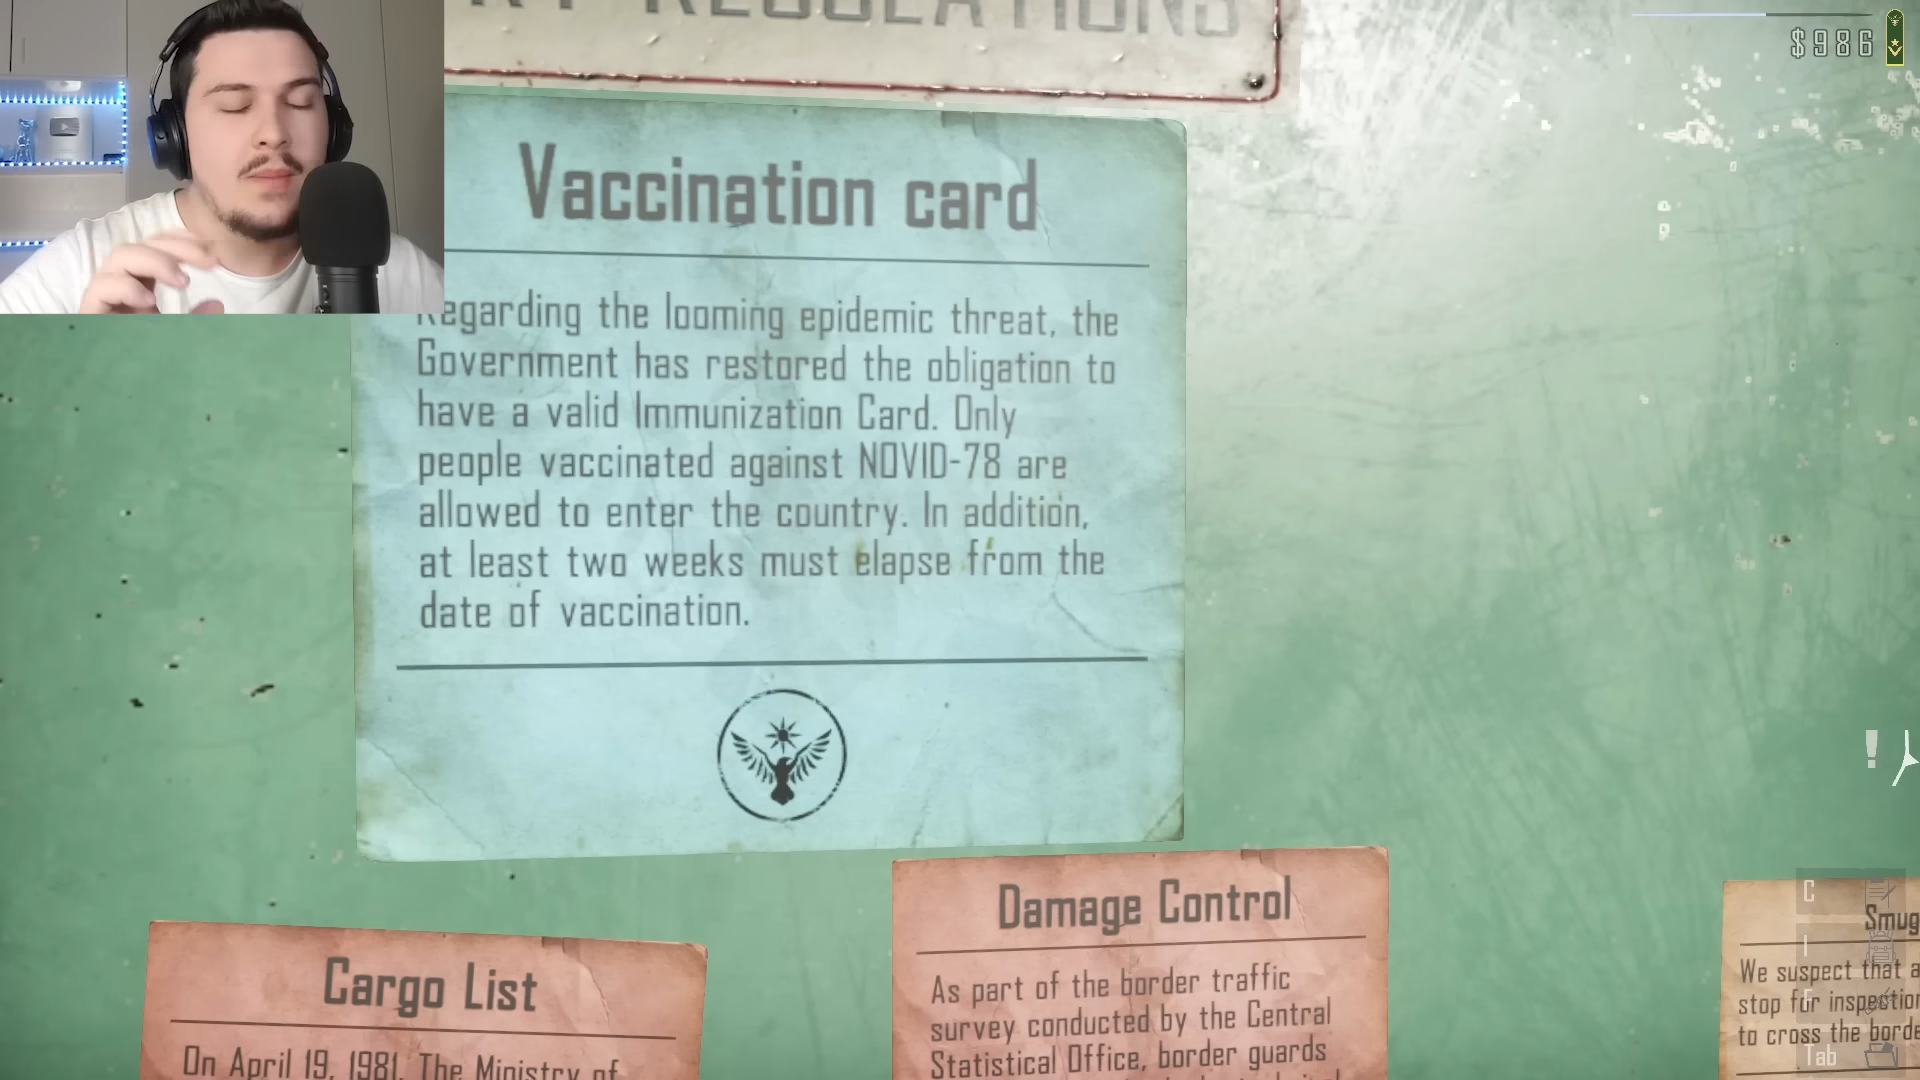 REGULATIONS
$986
Vaccination card
Regarding the looming epidemic threat, the
Government has restored the obligation to
have a valid Immunization Card. Only
people vaccinated against NOVID-78 are
allowed to enter the country. In addition,
at least two weeks must elapse from the
date of vaccination.
Cargo List
On April 19, 1981, The Ministry of
Damage Control
As part of the border traffic
survey conducted by the Central
Statistical Office, border guards
Smug
We suspect that a
stop for inspection
to cross the borde
C
I
F
Tab